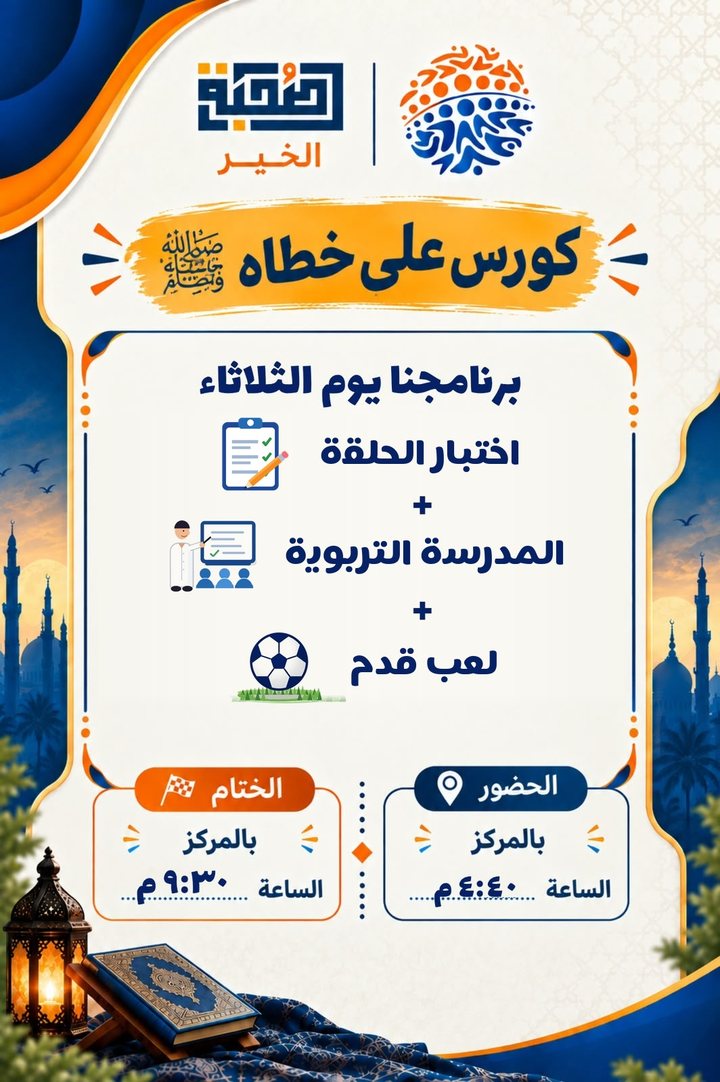 صُحبة
الخير
كورس على خطاه ﷺ
برنامجنا يوم الثلاثاء
اختبار الحلقة
+
المدرسة التربوية
+
لعب قدم
الحضور
بالمركز
الساعة ٤:٤٠ م
الختام
بالمركز
الساعة ٩:٣٠ م